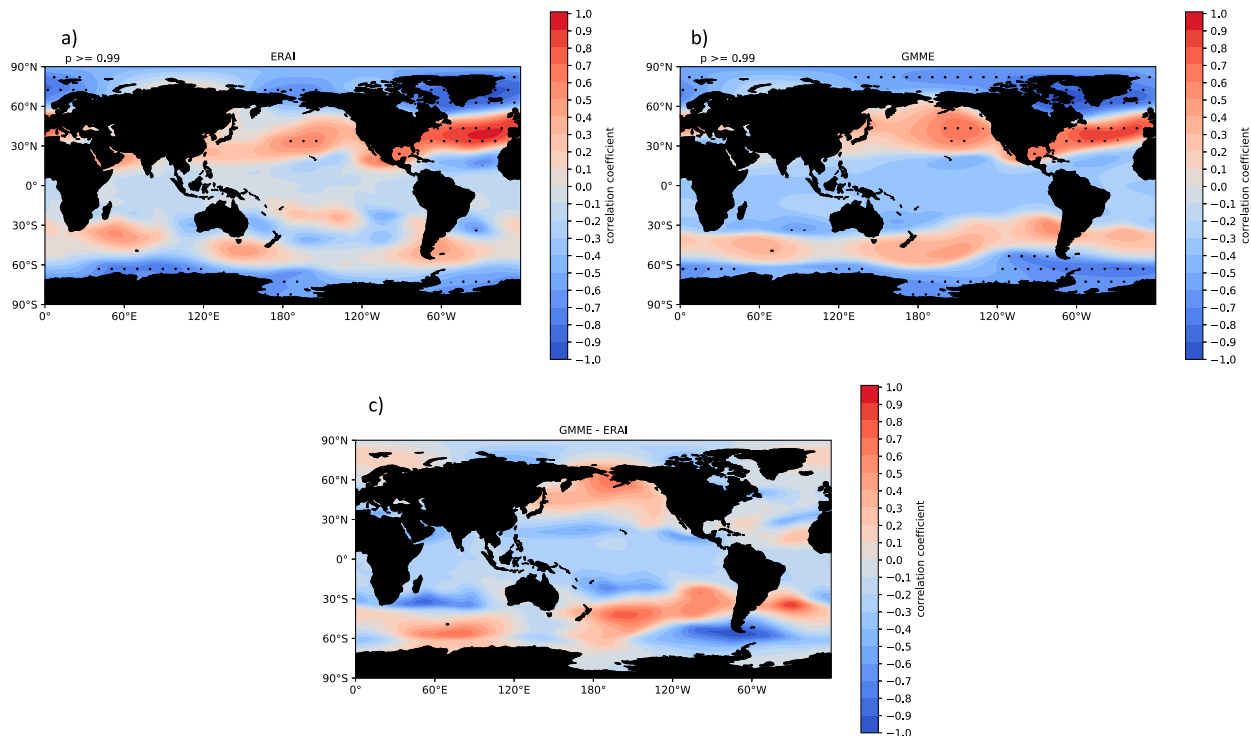 a)
p >= 0.99
ERAI
90°N
60°N
30°N
0°
30°S
60°S
90°S
0°
60°E
120°E
180°
120°W
60°W
1.0
0.9
0.8
0.7
0.6
0.5
0.4
0.3
0.2
0.1
0.0
−0.1
−0.2
−0.3
−0.4
−0.5
−0.6
−0.7
−0.8
−0.9
−1.0
correlation coefficient
b)
p >= 0.99
GMME
90°N
60°N
30°N
0°
30°S
60°S
90°S
0°
60°E
120°E
180°
120°W
60°W
1.0
0.9
0.8
0.7
0.6
0.5
0.4
0.3
0.2
0.1
0.0
−0.1
−0.2
−0.3
−0.4
−0.5
−0.6
−0.7
−0.8
−0.9
−1.0
correlation coefficient
c)
GMME - ERAI
90°N
60°N
30°N
0°
30°S
60°S
90°S
0°
60°E
120°E
180°
120°W
60°W
1.0
0.9
0.8
0.7
0.6
0.5
0.4
0.3
0.2
0.1
0.0
−0.1
−0.2
−0.3
−0.4
−0.5
−0.6
−0.7
−0.8
−0.9
−1.0
correlation coefficient